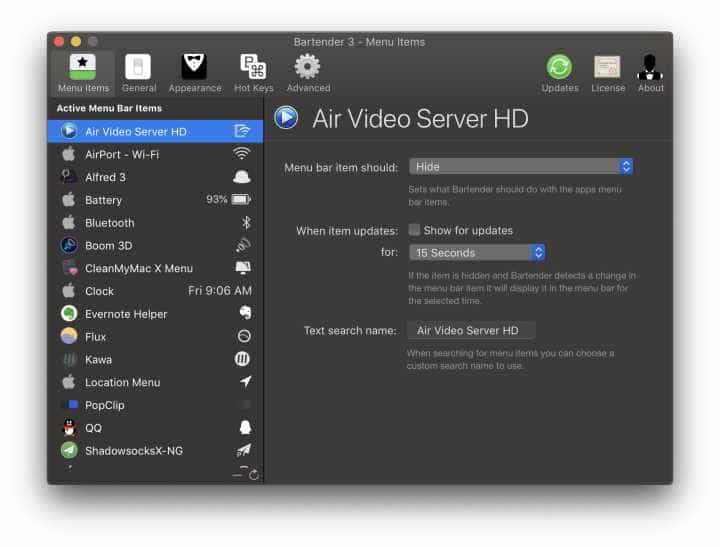 Bartender 3 - Menu Items
Menu Items
General
Appearance
Hot Keys
Advanced
Updates
License
About
Active Menu Bar Items
Air Video Server HD
AirPort - Wi-Fi
Alfred 3
Battery 93%
Bluetooth
Boom 3D
CleanMyMac X Menu
Clock Fri 9:06 AM
Evernote Helper
Flux
Kawa
Location Menu
PopClip
QQ
ShadowsocksX-NG
Air Video Server HD
Menu bar item should: Hide
Sets what Bartender should do with the apps menu
bar items.
When item updates: Show for updates
for: 15 Seconds
If the item is hidden and Bartender detects a change in
the menu bar item it will display it in the menu bar for
the selected time.
Text search name: Air Video Server HD
When searching for menu items you can choose a
custom search name to use.